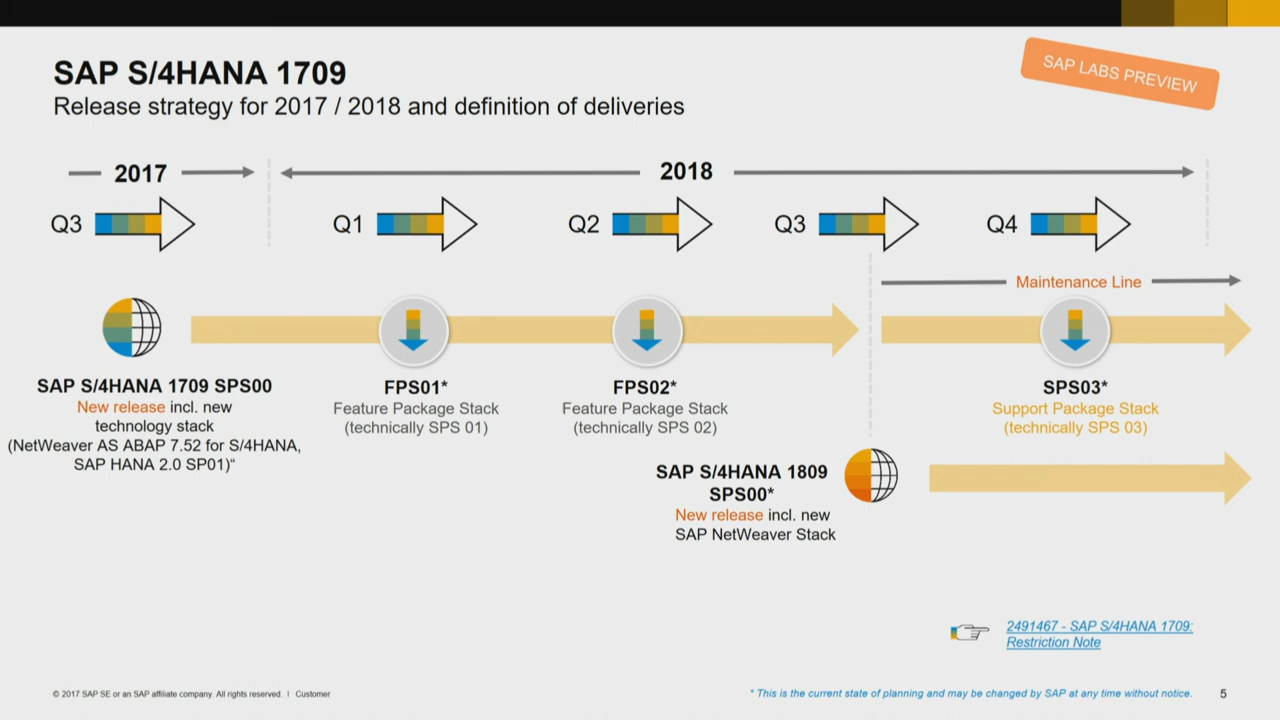 SAP S/4HANA 1709
SAP LABS PREVIEW
Release strategy for 2017 / 2018 and definition of deliveries
2017
2018
Q3
Q1
Q2
Q3
Q4
Maintenance Line
SAP S/4HANA 1709 SPS00
New release incl. new
technology stack
(NetWeaver AS ABAP 7.52 for S/4HANA,
SAP HANA 2.0 SP01)“
FPS01*
Feature Package Stack
(technically SPS 01)
FPS02*
Feature Package Stack
(technically SPS 02)
SPS03*
Support Package Stack
(technically SPS 03)
SAP S/4HANA 1809
SPS00*
New release incl. new
SAP NetWeaver Stack
2491467 - SAP S/4HANA 1709:
Restriction Note
© 2017 SAP SE or an SAP affiliate company. All rights reserved. I Customer
* This is the current state of planning and may be changed by SAP at any time without notice.
5